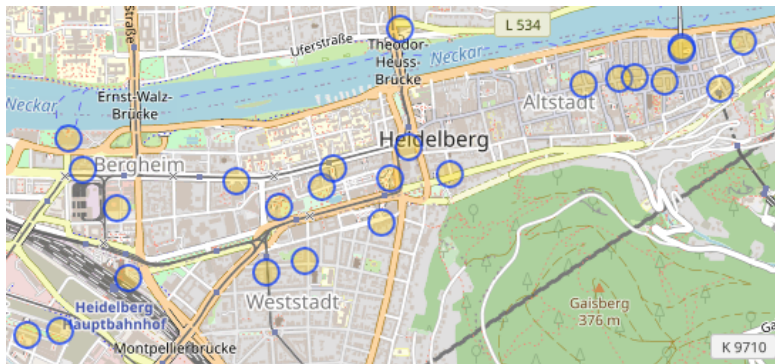 L 534
Uferstraße
Straße
Neckar
Theodor-
Heuss-
Brücke
Neckar
Ernst-Walz-
Brücke
Altstadt
Heidelberg
Bergheim
Heidelberg
Hauptbahnhof
Weststadt
Gaisberg
376 m
Ga
Montpellierbrücke
K 9710